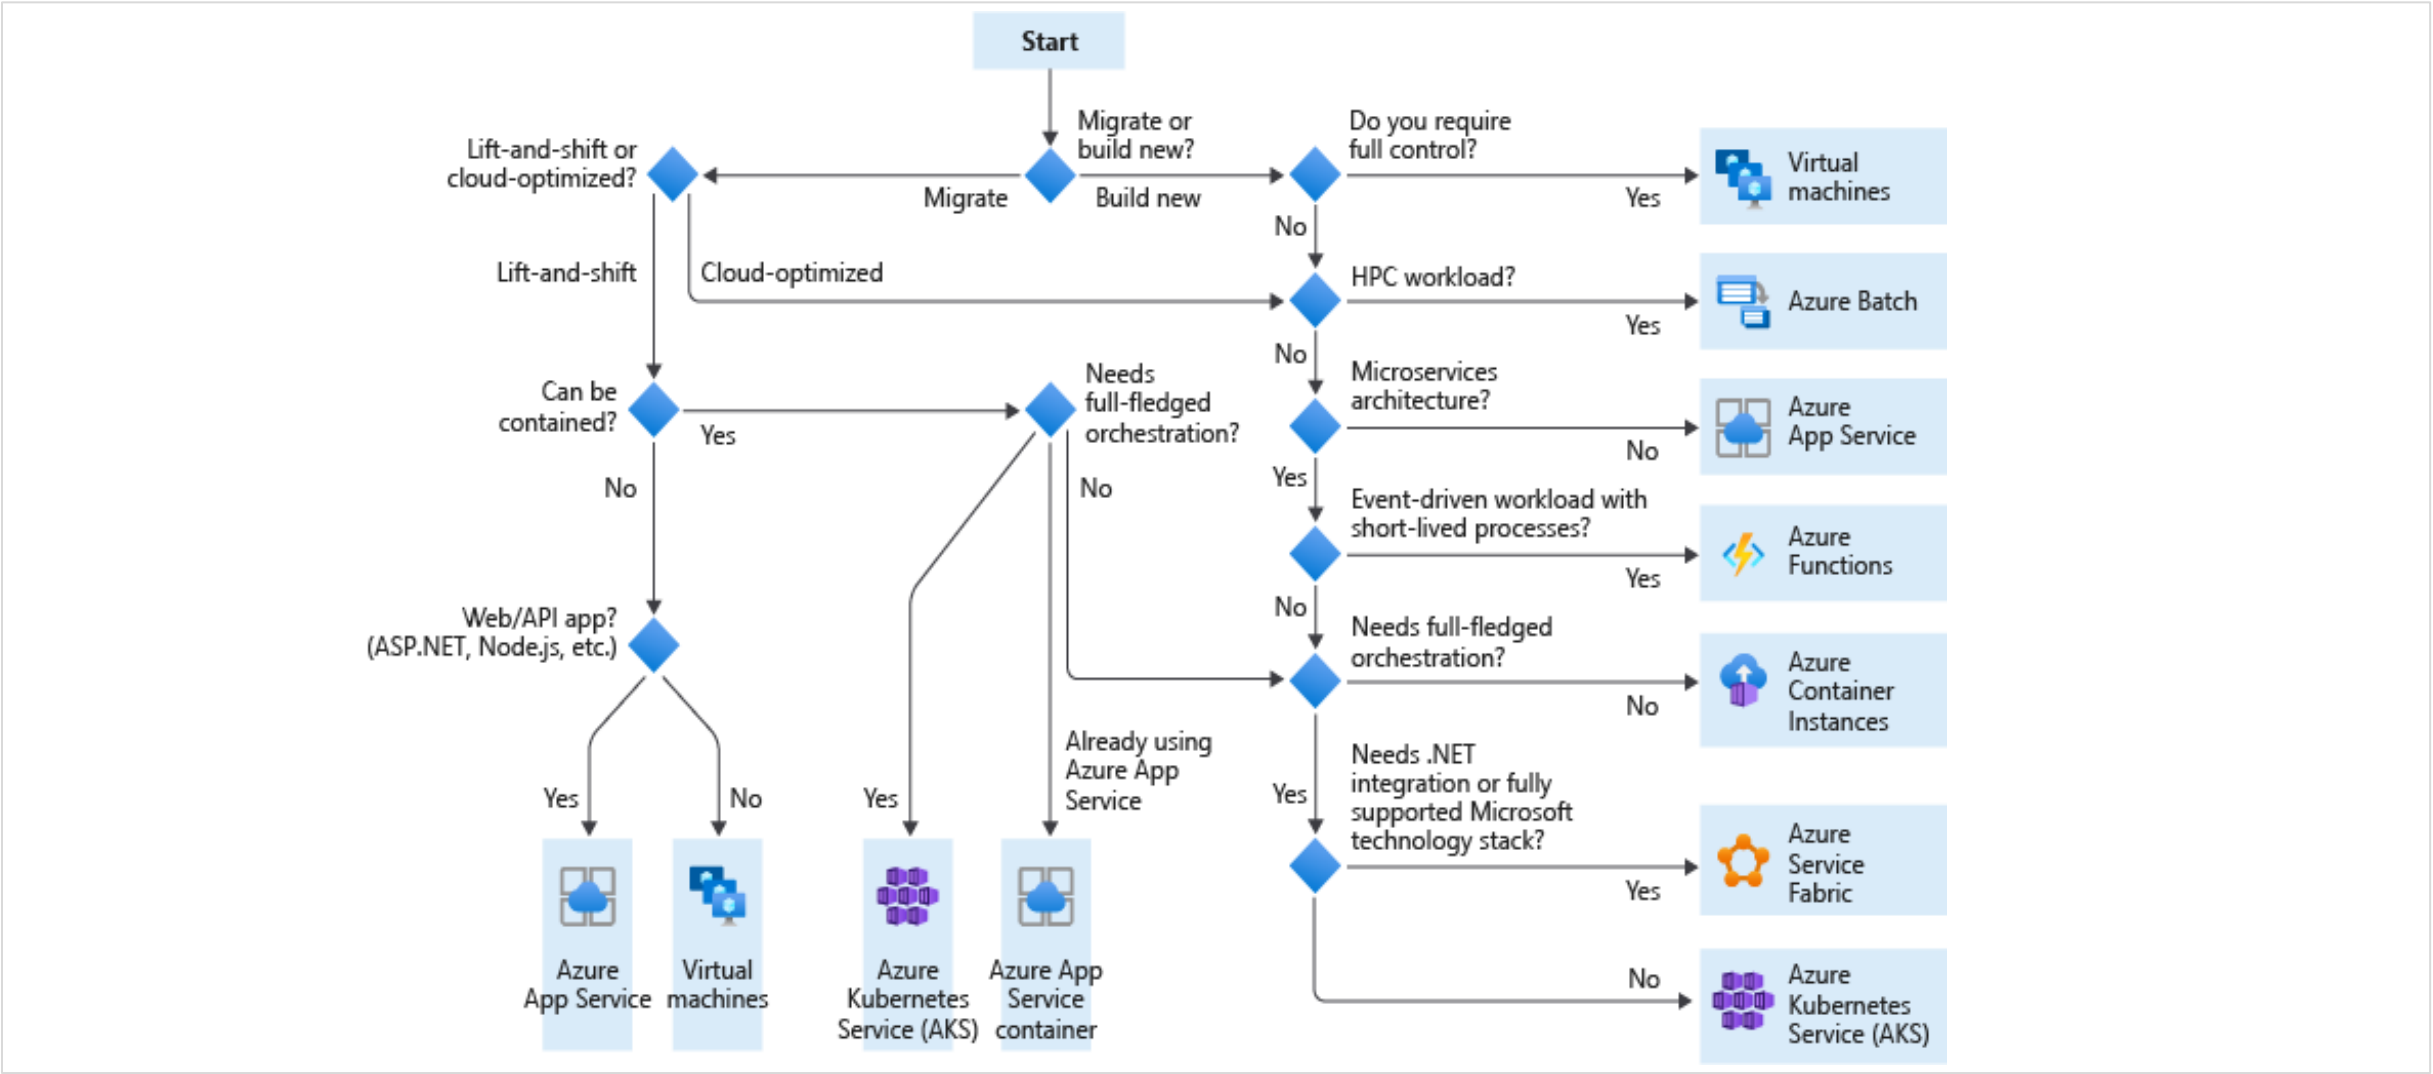 Start
Migrate or
build new?
Migrate
Build new
Lift-and-shift or
cloud-optimized?
Lift-and-shift
Cloud-optimized
Can be
contained?
Yes
No
Needs
full-fledged
orchestration?
No
Web/API app?
(ASP.NET, Node.js, etc.)
Yes
No
Yes
Already using
Azure App
Service
Azure
App Service
Virtual
machines
Azure
Kubernetes
Service (AKS)
Azure App
Service
container
Do you require
full control?
Yes
No
Virtual
machines
HPC workload?
Yes
No
Azure Batch
Microservices
architecture?
No
Yes
Azure
App Service
Event-driven workload with
short-lived processes?
Yes
No
Azure
Functions
Needs full-fledged
orchestration?
No
Yes
Azure
Container
Instances
Needs .NET
integration or fully
supported Microsoft
technology stack?
Yes
Azure
Service
Fabric
No
Azure
Kubernetes
Service (AKS)